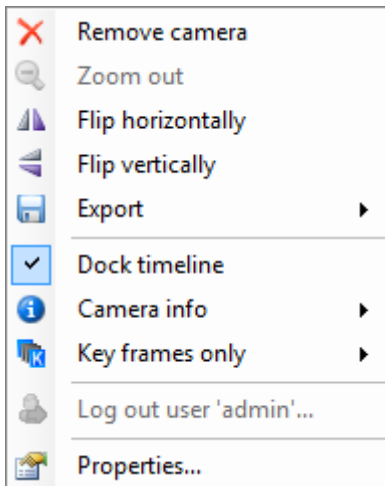 Remove camera
Zoom out
Flip horizontally
Flip vertically
Export
Dock timeline
Camera info
Key frames only
Log out user 'admin'...
Properties...